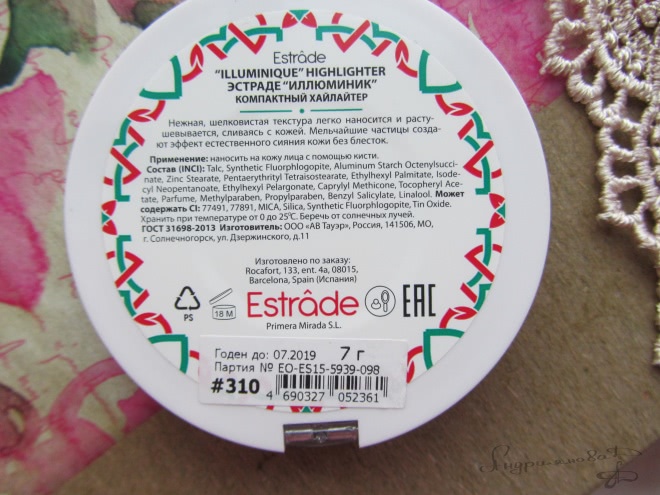 Estrâde
"ILLUMINIQUE" HIGHLIGHTER
ЭСТРАДЕ "ИЛЛЮМИНИК"
КОМПАКТНЫЙ ХАЙЛАЙТЕР
Нежная, шелковистая текстура легко наносится и расту-
шевывается, сливаясь с кожей. Мельчайшие частицы созда-
ют эффект естественного сияния кожи без блесток.
Применение: наносить на кожу лица с помощью кисти.
Состав (INCI): Talc, Synthetic Fluorphlogopite, Aluminum Starch Octenylsucci-
nate, Zinc Stearate, Pentaerythrityl Tetraisostearate, Ethylhexyl Palmitate, Isode-
cyl Neopentanoate, Ethylhexyl Pelargonate, Caprylyl Methicone, Tocopheryl Ace-
tate, Parfume, Methylparaben, Propylparaben, Benzyl Salicylate, Linalool. Может
содержать CI: 77491, 77891, MICA, Silica, Synthetic Fluorphlogopite, Tin Oxide.
Хранить при температуре от 0 до 25°С. Беречь от солнечных лучей.
ГОСТ 31698-2013 Изготовитель: ООО «АВ Тауэр», Россия, 141506, МО,
г. Солнечногорск, ул. Дзержинского, д.11
Изготовлено по заказу:
Rocafort, 133, ent. 4a, 08015,
Barcelona, Spain (Испания)
PS
18 M
Estrâde
EAC
Primera Mirada S.L.
Годен до: 07.2019 7 г
Партия № EO-ES15-5939-098
#310
4 690327 052361